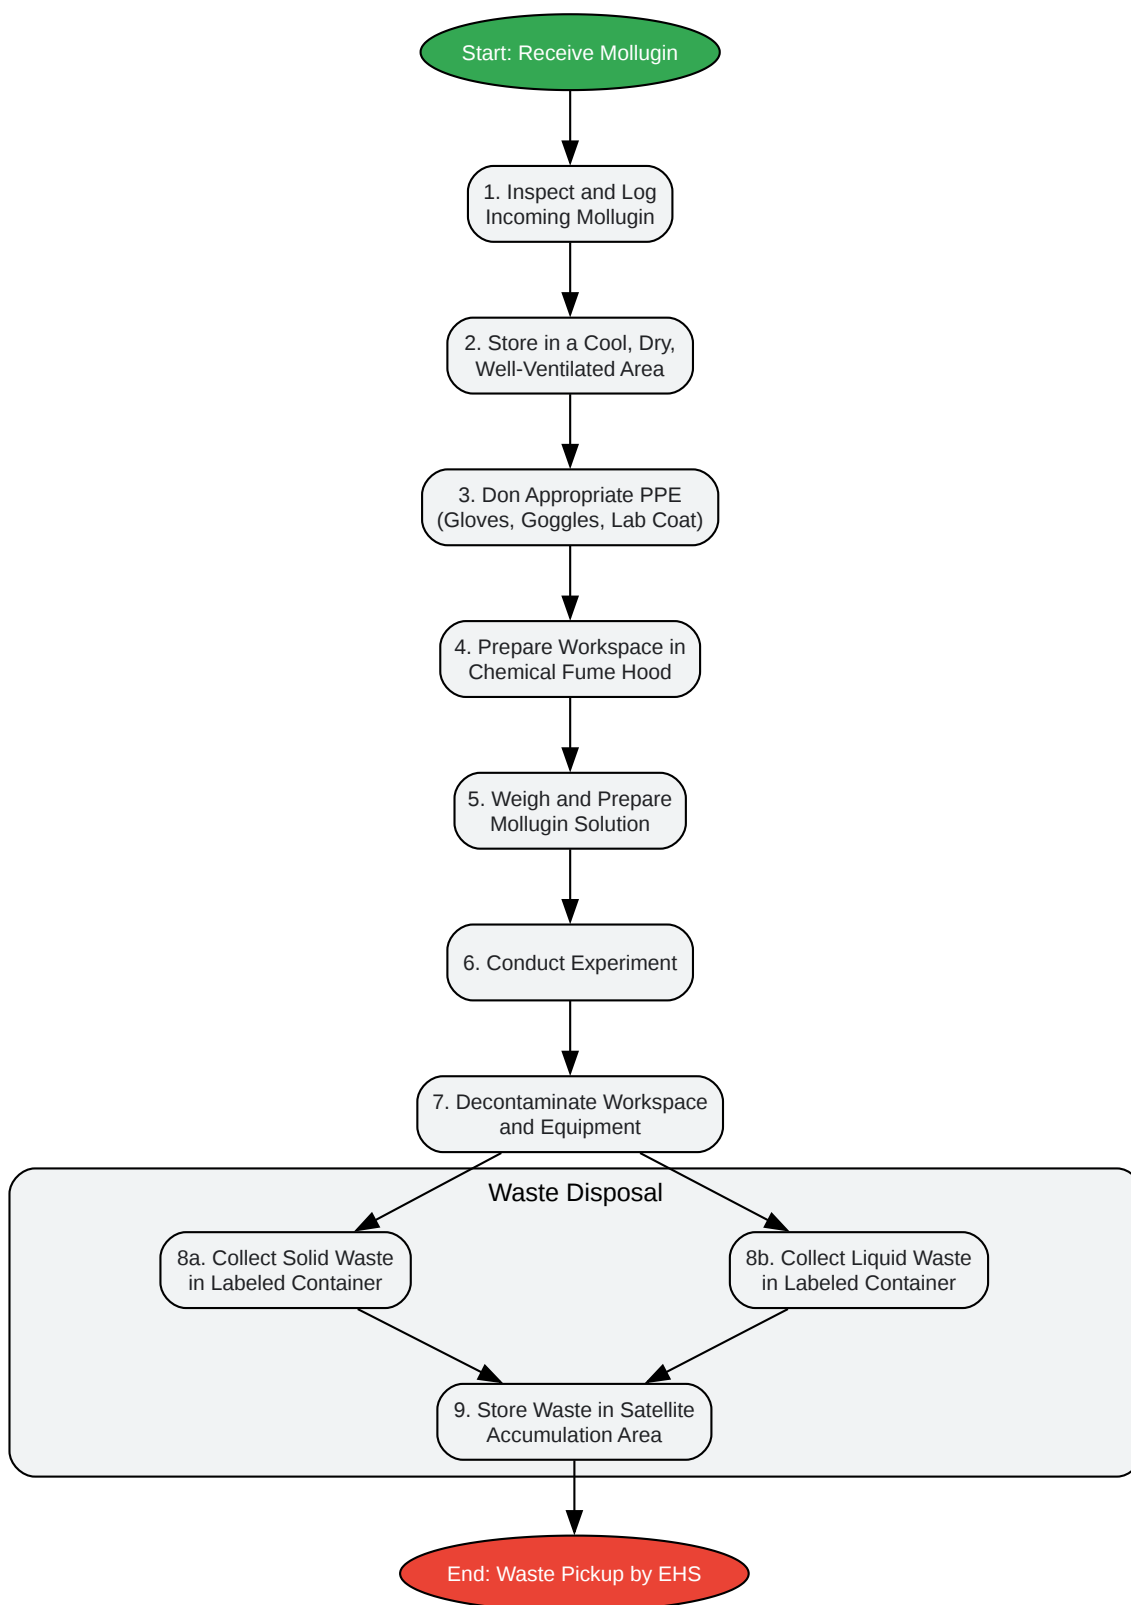 Start: Receive Mollugin
1. Inspect and Log
Incoming Mollugin
2. Store in a Cool, Dry,
Well-Ventilated Area
3. Don Appropriate PPE
(Gloves, Goggles, Lab Coat)
4. Prepare Workspace in
Chemical Fume Hood
5. Weigh and Prepare
Mollugin Solution
6. Conduct Experiment
7. Decontaminate Workspace
and Equipment
Waste Disposal
8a. Collect Solid Waste
in Labeled Container
8b. Collect Liquid Waste
in Labeled Container
9. Store Waste in Satellite
Accumulation Area
End: Waste Pickup by EHS